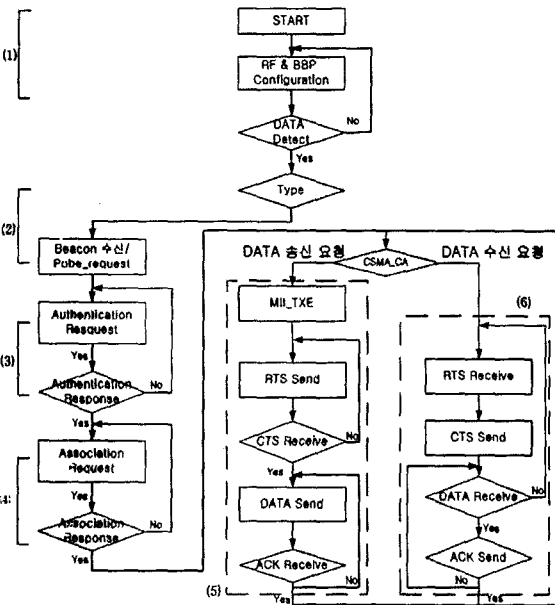 START
(1)
RF & BBP
Configuration
No
DATA
Detect
Yes
Type
(2)
Beacon 수신/
Pobe_request
DATA 송신 요청
CSMA_CA
DATA 수신 요청
MII_TXE
(6)
Authentication
Request
Yes
(3)
Authentication
Response
No
Yes
RTS Send
RTS Receive
CTS Receive
No
CTS Send
Yes
Association
Request
Yes
Association
Response
No
Yes
DATA Send
DATA Receive
No
Yes
ACK Receive
ACK Send
No
(5)
Yes
Yes